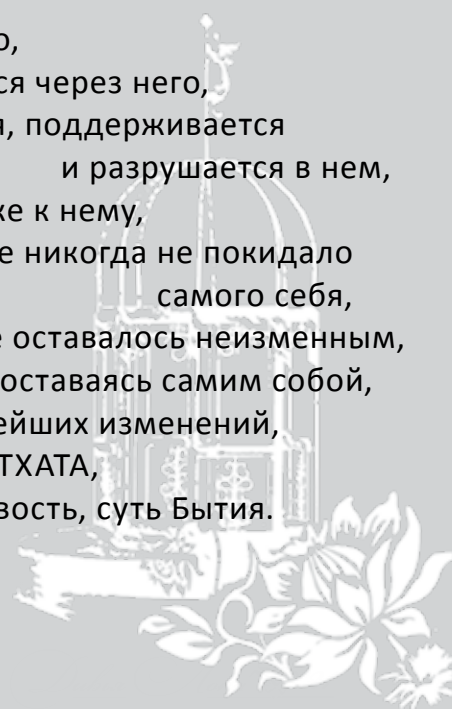 о,
ся через него,
я, поддерживается
и разрушается в нем,
же к нему,
е никогда не покидало
самого себя,
е оставалось неизменным,
оставаясь самим собой,
ейших изменений,
ТХАТА,
вость, суть Бытия.